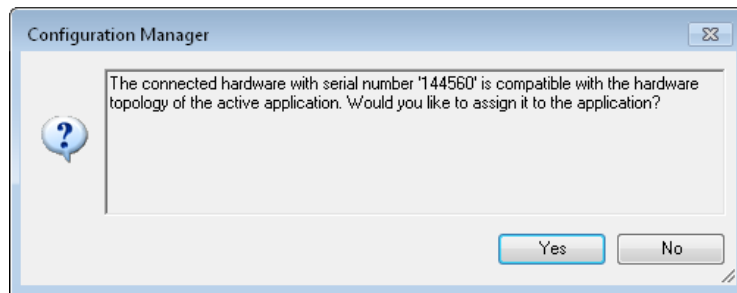 Configuration Manager
The connected hardware with serial number '144560' is compatible with the hardware
topology of the active application. Would you like to assign it to the application?
Yes
No